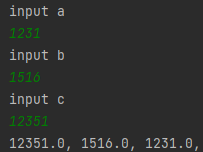 input a
1231
input b
1516
input c
12351
12351.0, 1516.0, 1231.0,